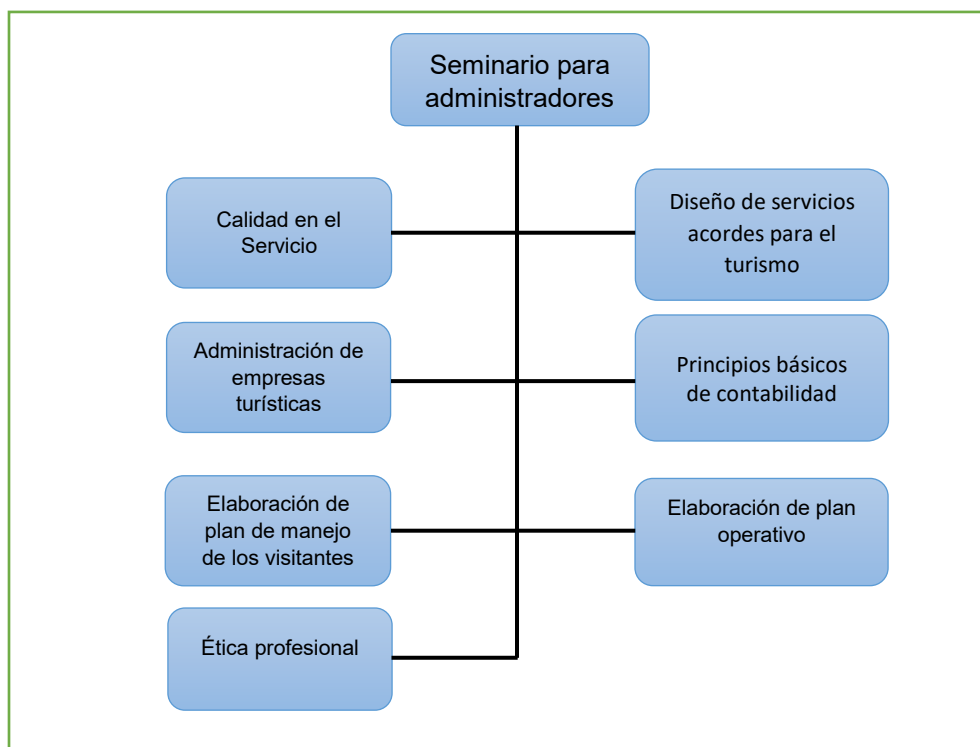 Seminario para
administradores
Calidad en el
Servicio
Diseño de servicios
acordes para el
turismo
Administración de
empresas
turísticas
Principios básicos
de contabilidad
Elaboración de
plan de manejo
de los visitantes
Elaboración de plan
operativo
Ética profesional